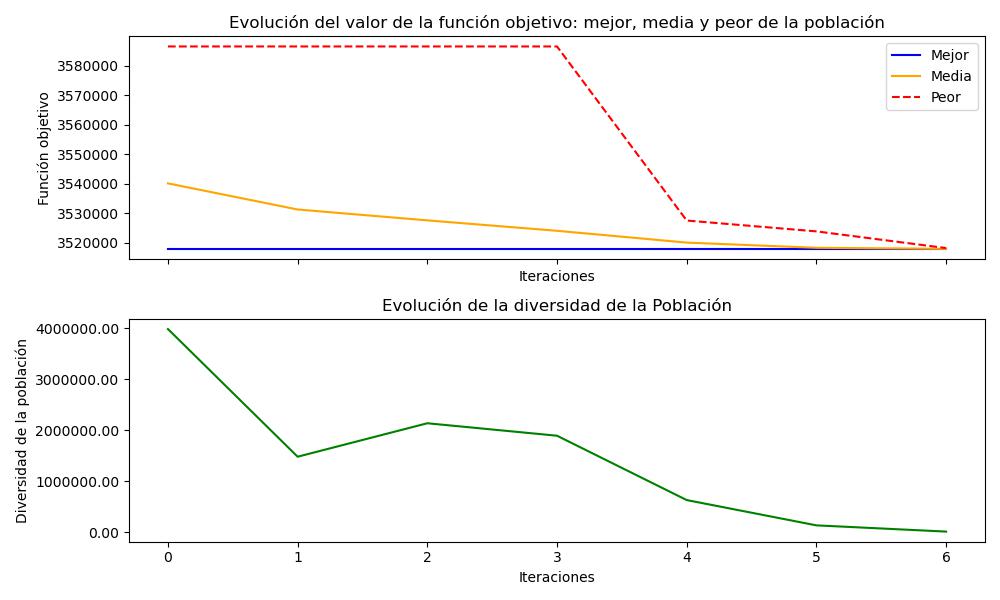 Evolución del valor de la función objetivo: mejor, media y peor de la población
Función objetivo
3580000
3570000
3560000
3550000
3540000
3530000
3520000
Mejor
Media
Peor
Iteraciones
Evolución de la diversidad de la Población
Diversidad de la población
4000000.00
3000000.00
2000000.00
1000000.00
0.00
0 1 2 3 4 5 6
Iteraciones